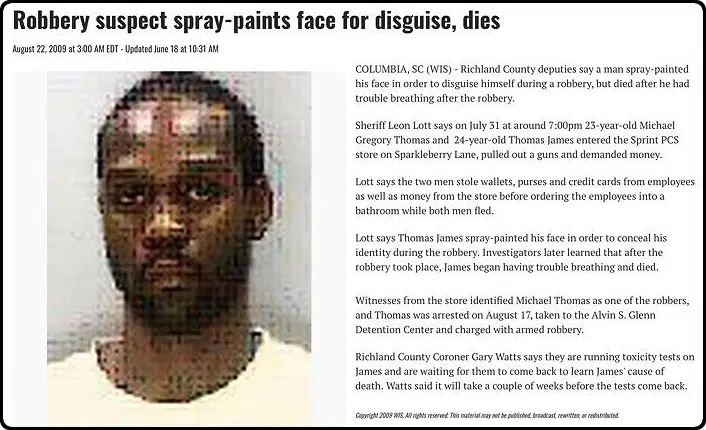 Robbery suspect spray-paints face for disguise, dies
August 22, 2009 at 3:00 AM EDT - Updated June 18 at 10:31 AM
COLUMBIA, SC (WIS) - Richland County deputies say a man spray-painted
his face in order to disguise himself during a robbery, but died after he had
trouble breathing after the robbery.
Sheriff Leon Lott says on July 31 at around 7:00pm 23-year-old Michael
Gregory Thomas and 24-year-old Thomas James entered the Sprint PCS
store on Sparkleberry Lane, pulled out a guns and demanded money.
Lott says the two men stole wallets, purses and credit cards from employees
as well as money from the store before ordering the employees into a
bathroom while both men fled.
Lott says Thomas James spray-painted his face in order to conceal his
identity during the robbery. Investigators later learned that after the
robbery took place, James began having trouble breathing and died.
Witnesses from the store identified Michael Thomas as one of the robbers,
and Thomas was arrested on August 17, taken to the Alvin S. Glenn
Detention Center and charged with armed robbery.
Richland County Coroner Gary Watts says they are running toxicity tests on
James and are waiting for them to come back to learn James' cause of
death. Watts said it will take a couple of weeks before the tests come back.
Copyright 2009 WIS. All rights reserved. This material may not be published, broadcast, rewritten, or redistributed.